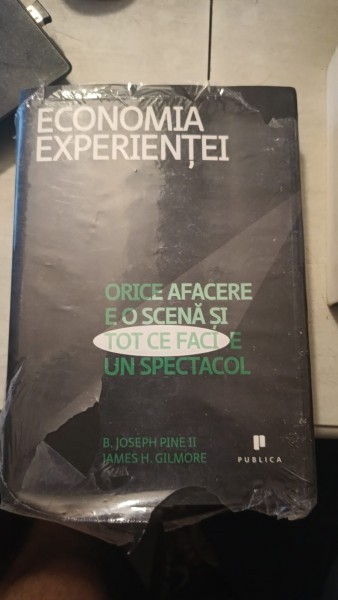 ECONOMIA
EXPERIENȚEI
ORICE AFACERE
E O SCENĂ ȘI
TOT CE FACI E
UN SPECTACOL
B. JOSEPH PINE II
JAMES H. GILMORE
PUBLICA